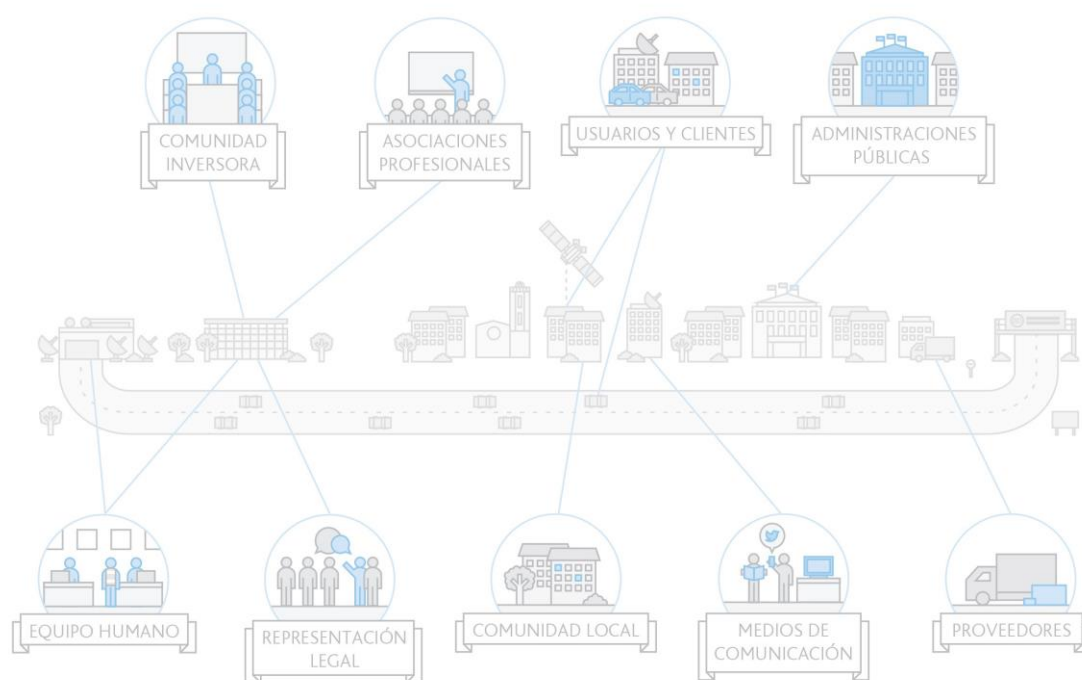 COMUNIDAD
INVERSORA
ASOCIACIONES
PROFESIONALES
USUARIOS Y CLIENTES
ADMINISTRACIONES
PÚBLICAS
EQUIPO HUMANO
REPRESENTACIÓN
LEGAL
COMUNIDAD LOCAL
MEDIOS DE
COMUNICACIÓN
PROVEEDORES